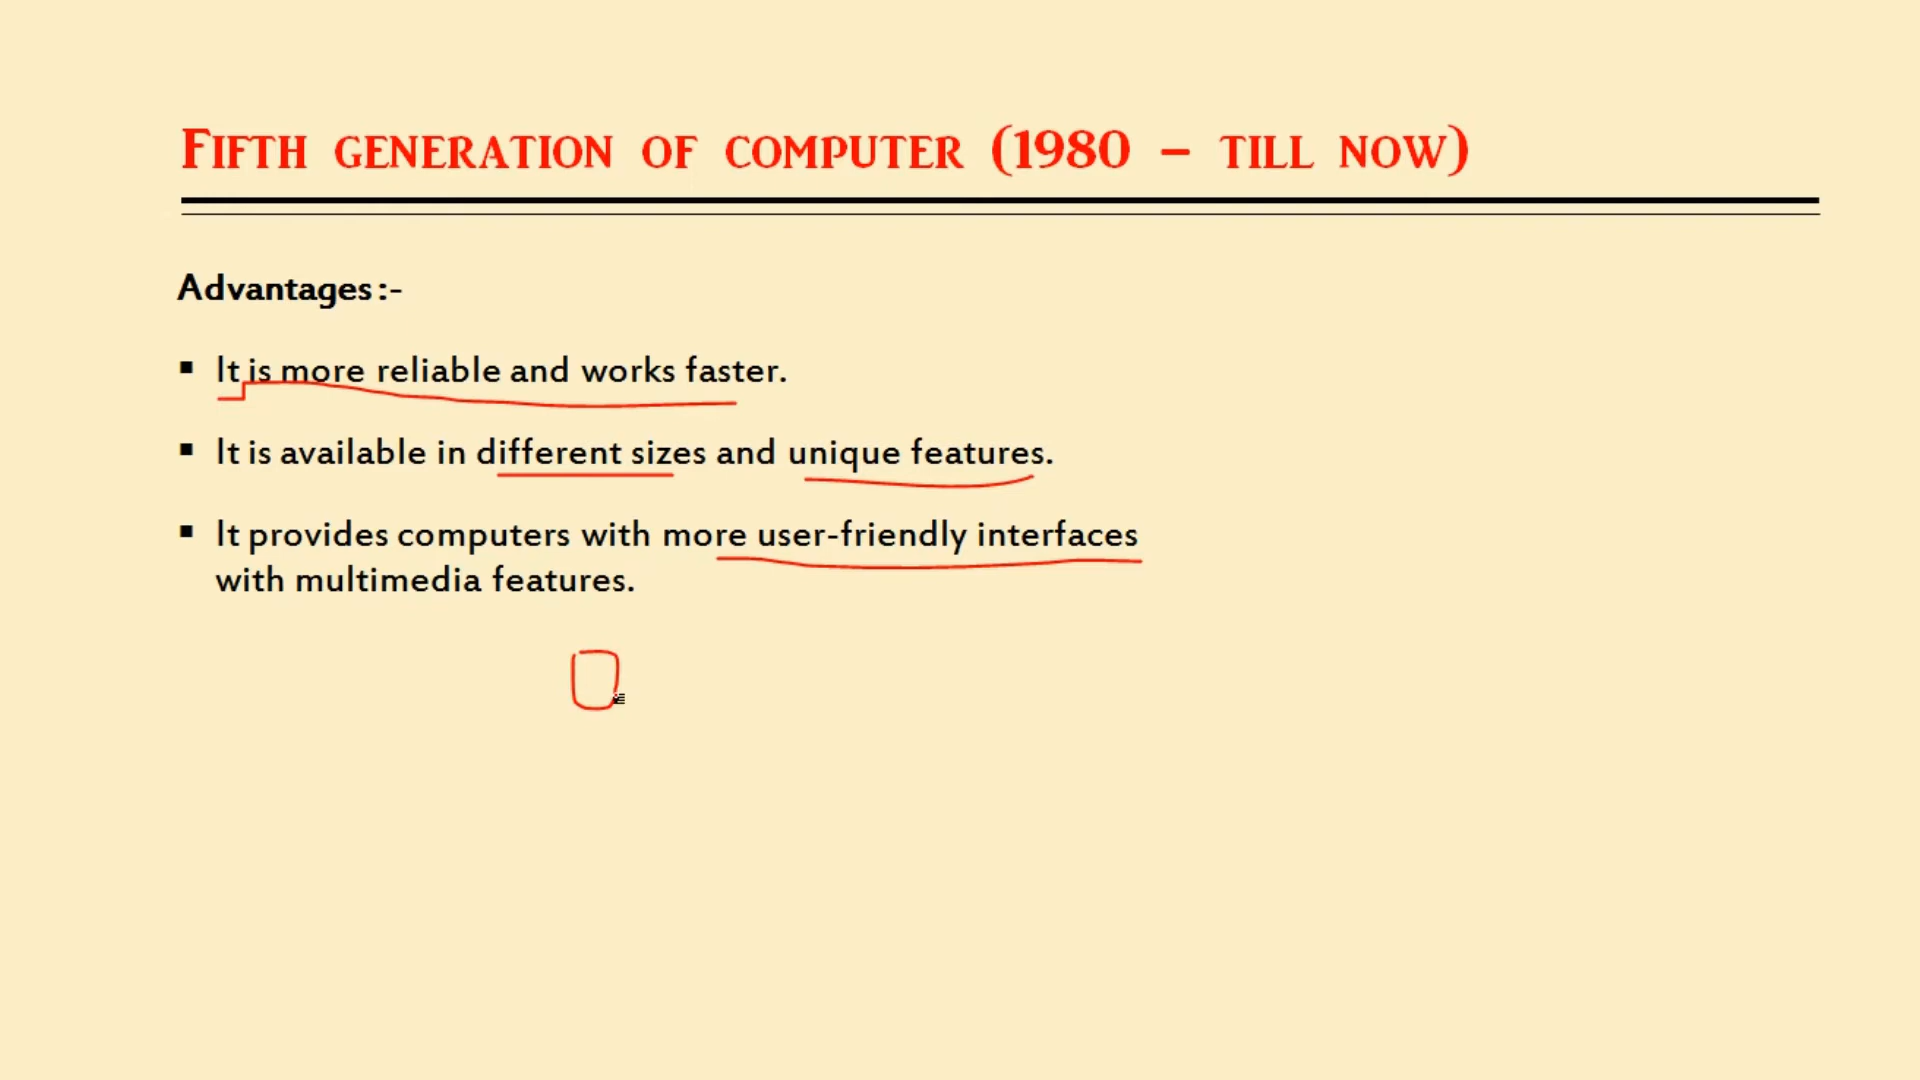 Fifth generation of computer (1980 – till now)
Advantages:-
▪ It is more reliable and works faster.
▪ It is available in different sizes and unique features.
▪ It provides computers with more user-friendly interfaces
with multimedia features.